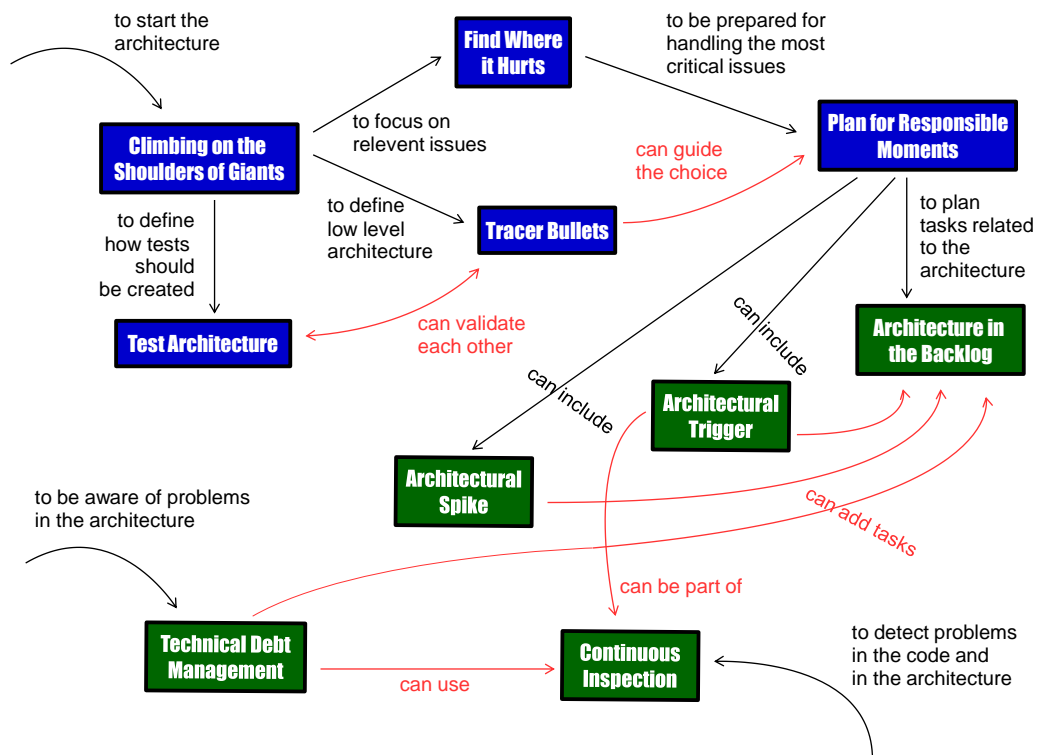 to start the
architecture
Find Where
it Hurts
to be prepared for
handling the most
critical issues
Climbing on the
Shoulders of Giants
to focus on
relevent issues
Plan for Responsible
Moments
can guide
the choice
to define
how tests
should
be created
to define
low level
architecture
Tracer Bullets
to plan
tasks related
to the
architecture
Test Architecture
can validate
each other
can include
can include
Architecture in
the Backlog
Architectural
Trigger
Architectural
Spike
to be aware of problems
in the architecture
can add tasks
can be part of
Technical Debt
Management
can use
Continuous
Inspection
to detect problems
in the code and
in the architecture